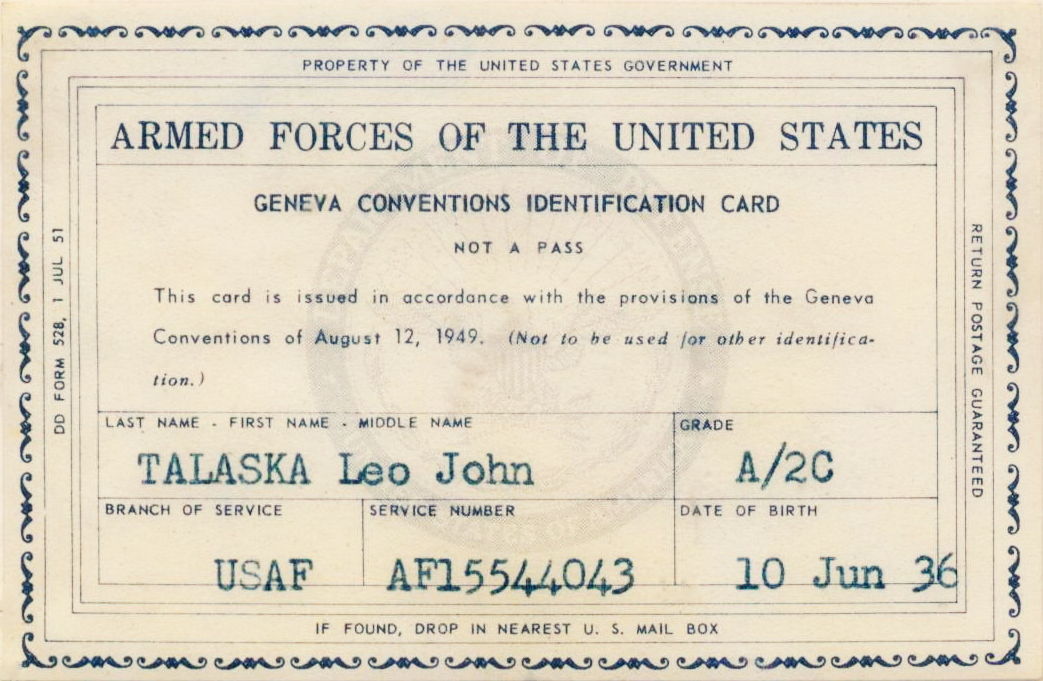 PROPERTY OF THE UNITED STATES GOVERNMENT
ARMED FORCES OF THE UNITED STATES
GENEVA CONVENTIONS IDENTIFICATION CARD
NOT A PASS
This card is issued in accordance with the provisions of the Geneva
Conventions of August 12, 1949. (Not to be used for other identifica-
tion.)
LAST NAME - FIRST NAME - MIDDLE NAME
GRADE
TALASKA Leo John
A/2C
BRANCH OF SERVICE
SERVICE NUMBER
DATE OF BIRTH
USAF
AF15544043
10 Jun 36
IF FOUND, DROP IN NEAREST U. S. MAIL BOX
DD FORM 528, 1 JUL 51
RETURN POSTAGE GUARANTEED